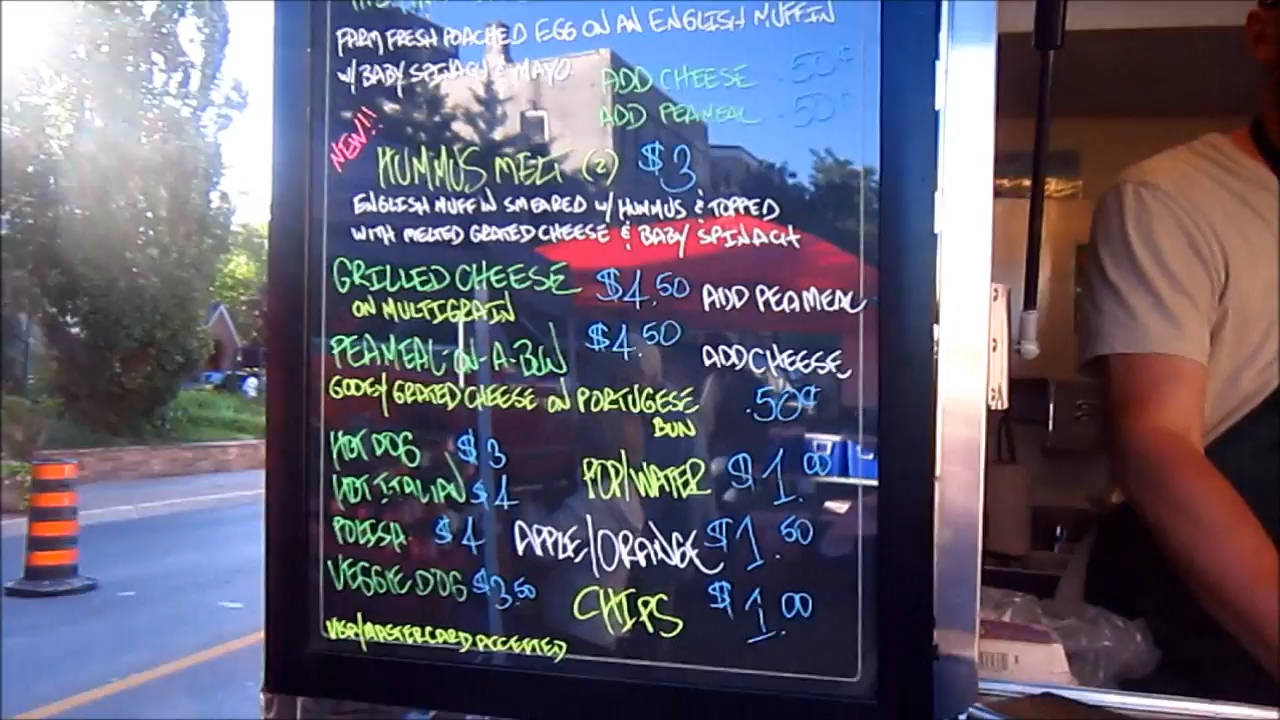 FARM FRESH POACHED EGG ON AN ENGLISH MUFFIN
W/ BABY SPINACH & MAYO
ADD CHEESE .50¢
ADD PEAMEAL .50¢
NEW!!
HUMMUS MELT (2) $3
ENGLISH MUFFIN SMEARED W/ HUMMUS & TOPPED
WITH MELTED GRATED CHEESE & BABY SPINACH
GRILLED CHEESE $4.50 ADD PEAMEAL
ON MULTIGRAIN
PEAMEAL-ON-A-BUN $4.50 ADD CHEESE
GOOEY GRATED CHEESE ON PORTUGESE .50¢
BUN
HOT DOG $3
POP/WATER $1.00
HOT ITALIAN $4
POLISH $4
APPLE/ORANGE $1.50
VEGGIE DOG $3.50
CHIPS $1.00
VISA/MASTERCARD ACCEPTED